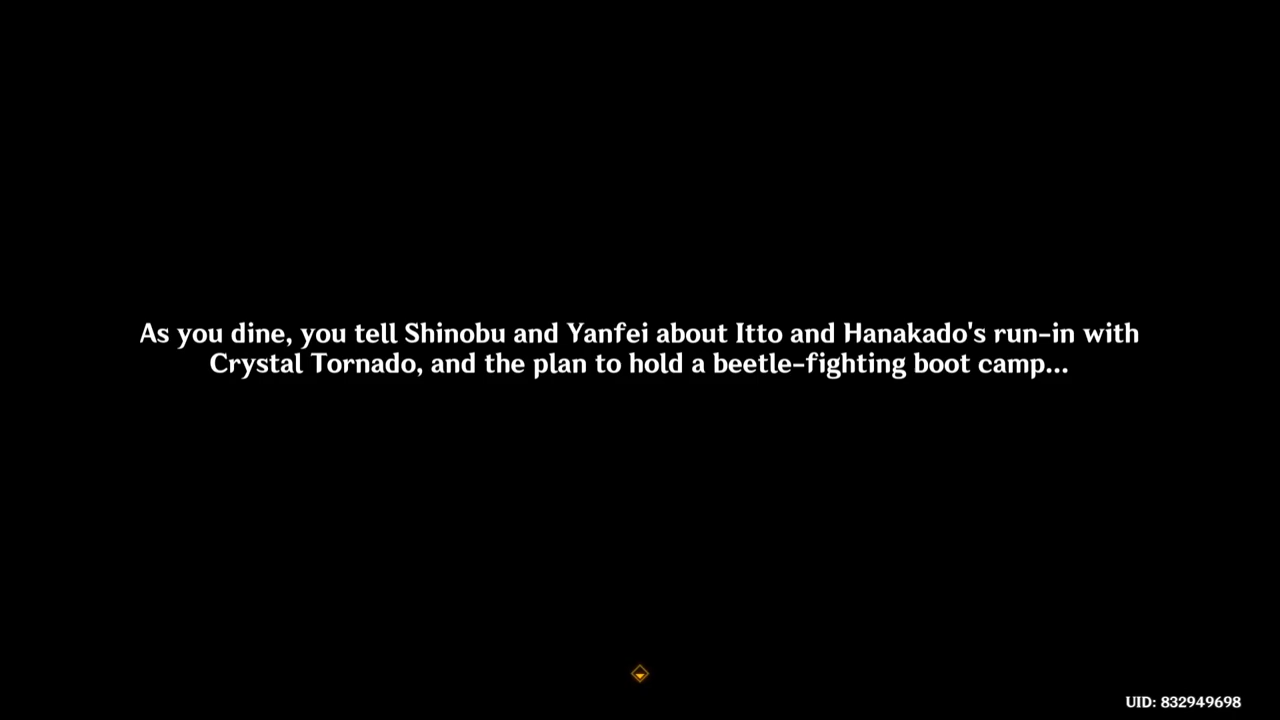 As you dine, you tell Shinobu and Yanfei about Itto and Hanakado's run-in with
Crystal Tornado, and the plan to hold a beetle-fighting boot camp...
UID: 832949698